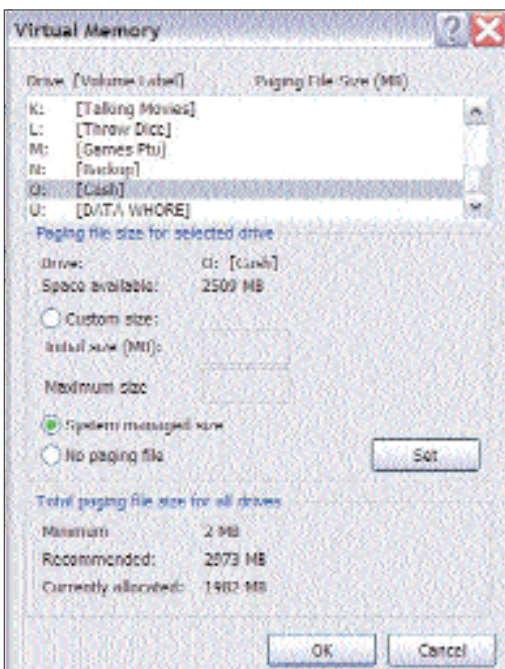 Virtual Memory
Drive [Volume Label] Paging File Size (MB)
K: [Talking Movies]
L: [Throw Dice]
M: [Games Ptu]
N: [Backup]
O: [Cash]
U: [DATA WHORE]
Paging file size for selected drive
Drive: O: [Cash]
Space available: 2509 MB
Custom size:
Initial size (MB):
Maximum size
System managed size
No paging file
Set
Total paging file size for all drives
Minimum 2 MB
Recommended: 2973 MB
Currently allocated: 1982 MB
OK Cancel